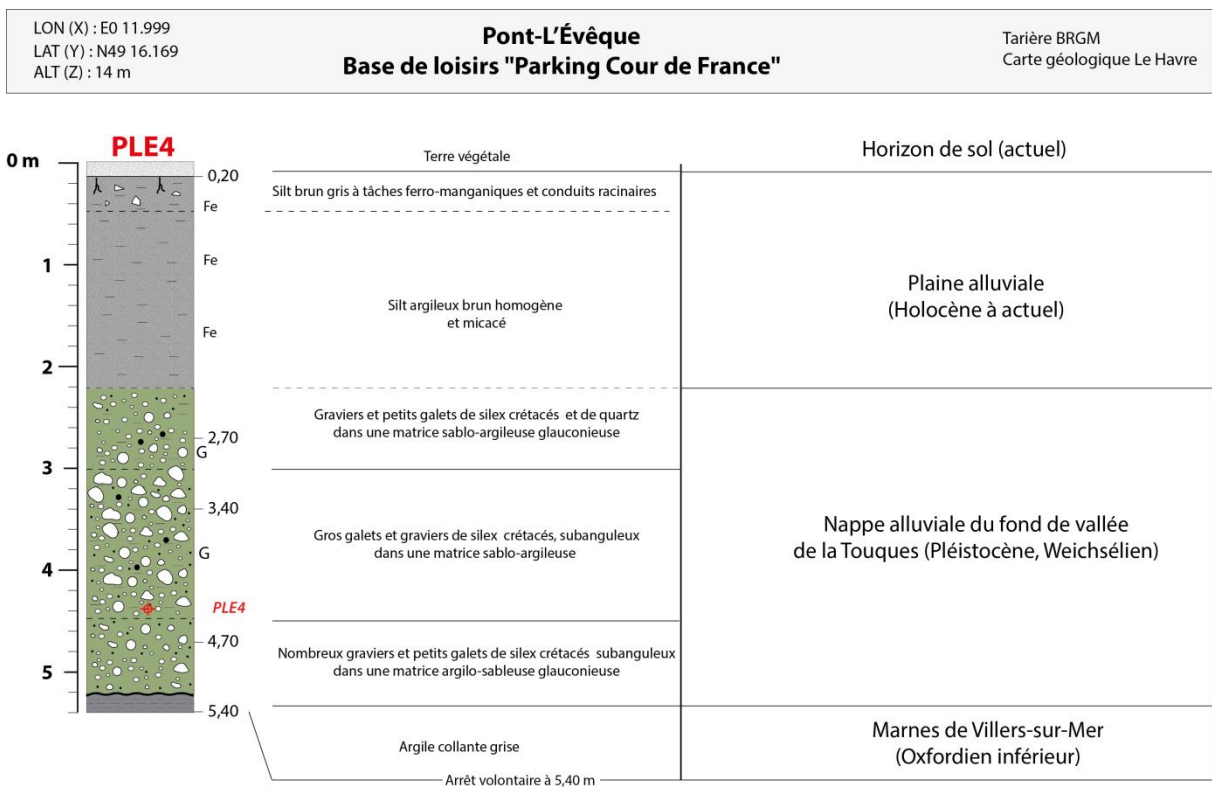 LON (X) : E0 11.999
LAT (Y) : N49 16.169
ALT (Z) : 14 m
Pont-L'Évêque
Base de loisirs "Parking Cour de France"
Tarière BRGM
Carte géologique Le Havre
PLE4
0 m
1
2
3
4
5
0,20
Fe
Fe
Fe
2,70
G
3,40
G
PLE4
4,70
5,40
Terre végétale
Silt brun gris à tâches ferro-manganiques et conduits racinaires
Silt argileux brun homogène
et micacé
Graviers et petits galets de silex crétacés et de quartz
dans une matrice sablo-argileuse glauconieuse
Gros galets et graviers de silex crétacés, subanguleux
dans une matrice sablo-argileuse
Nombreux graviers et petits galets de silex crétacés subanguleux
dans une matrice argilo-sableuse glauconieuse
Argile collante grise
Arrêt volontaire à 5,40 m
Horizon de sol (actuel)
Plaine alluviale
(Holocène à actuel)
Nappe alluviale du fond de vallée
de la Touques (Pléistocène, Weichsélien)
Marnes de Villers-sur-Mer
(Oxfordien inférieur)